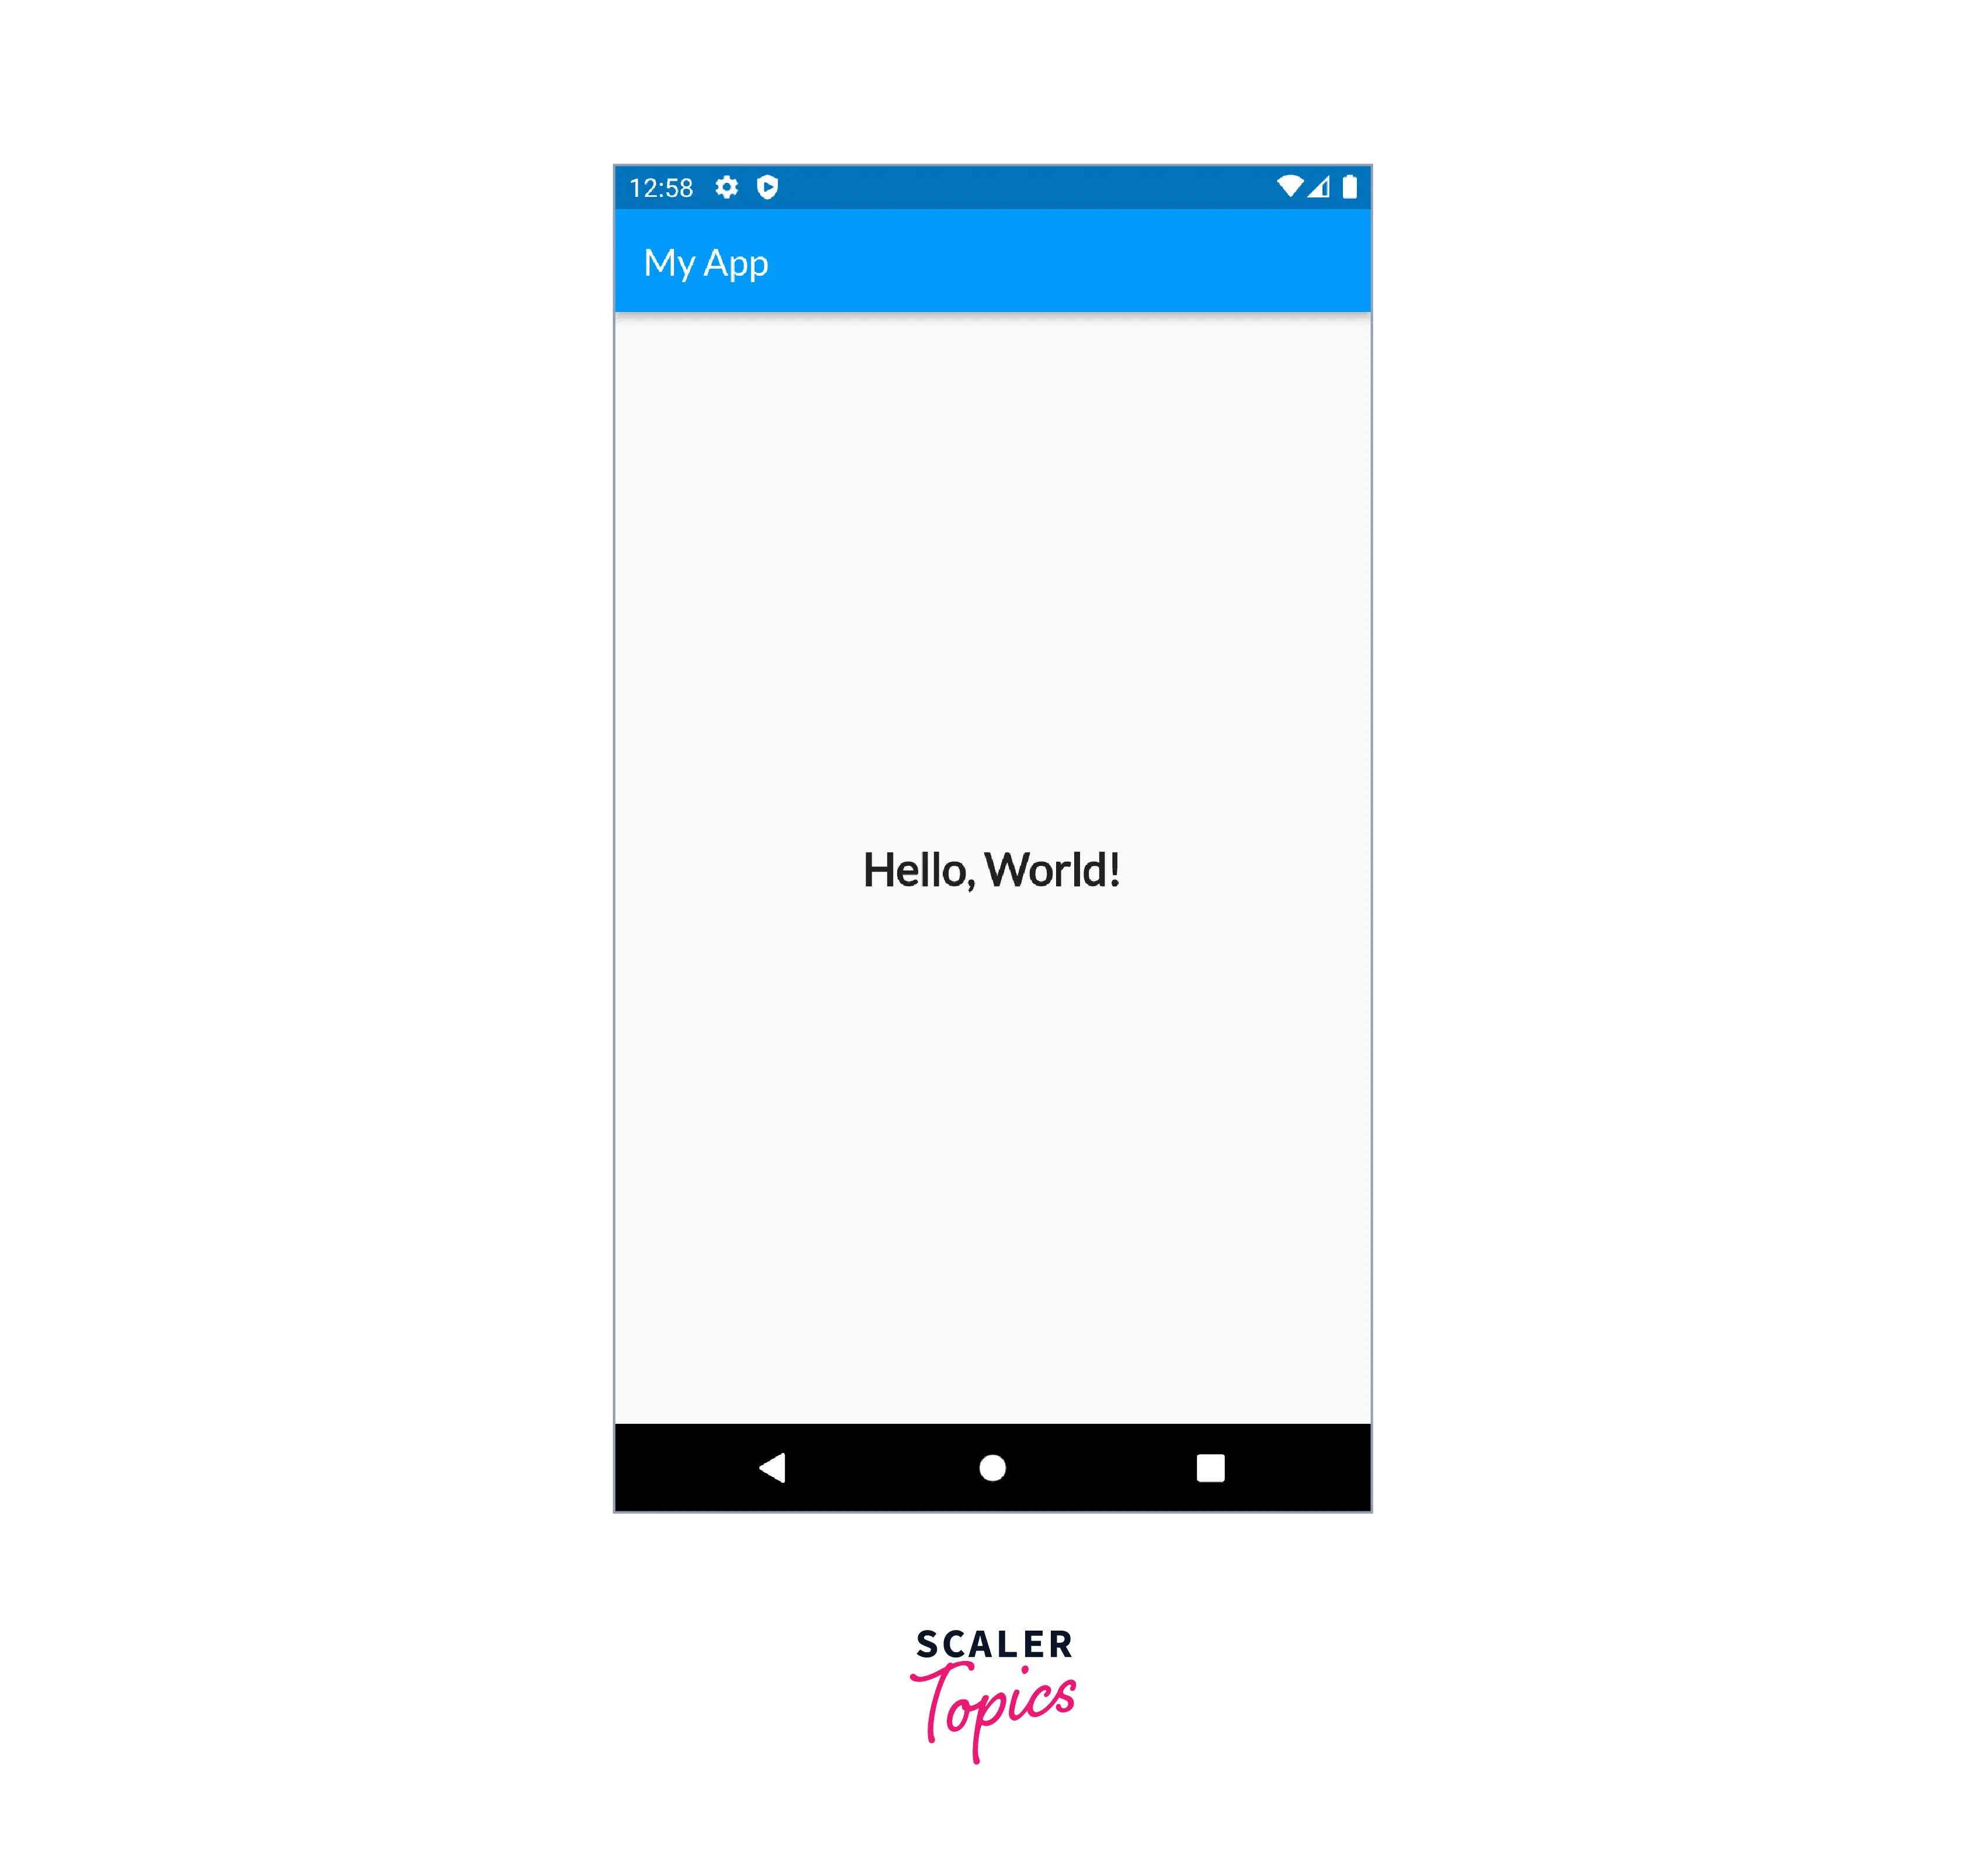 12:58
My App
Hello, World!
SCALER
Topics